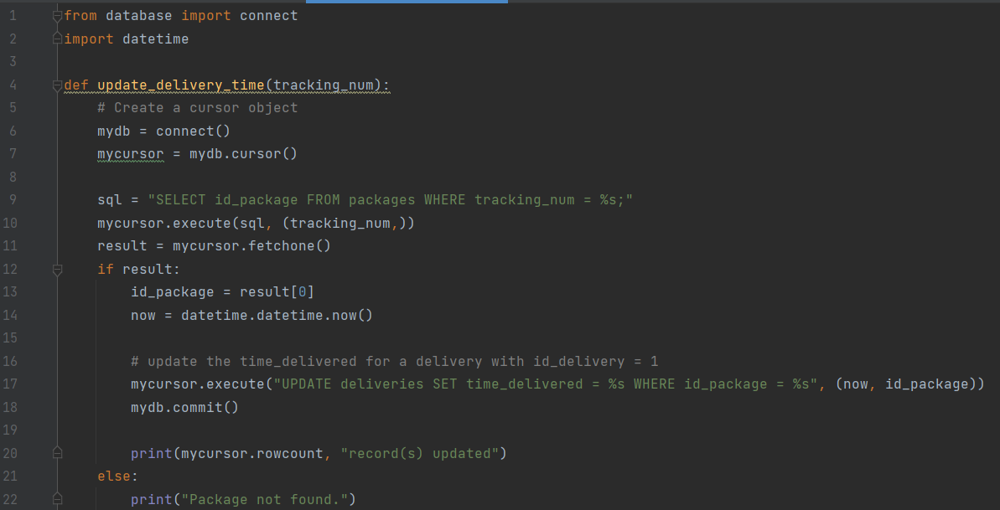 1 from database import connect
2 import datetime
3
4 def update_delivery_time(tracking_num):
5     # Create a cursor object
6     mydb = connect()
7     mycursor = mydb.cursor()
8
9     sql = "SELECT id_package FROM packages WHERE tracking_num = %s;"
10     mycursor.execute(sql, (tracking_num,))
11     result = mycursor.fetchone()
12     if result:
13         id_package = result[0]
14         now = datetime.datetime.now()
15
16         # update the time_delivered for a delivery with id_delivery = 1
17         mycursor.execute("UPDATE deliveries SET time_delivered = %s WHERE id_package = %s", (now, id_package))
18         mydb.commit()
19
20         print(mycursor.rowcount, "record(s) updated")
21     else:
22         print("Package not found.")